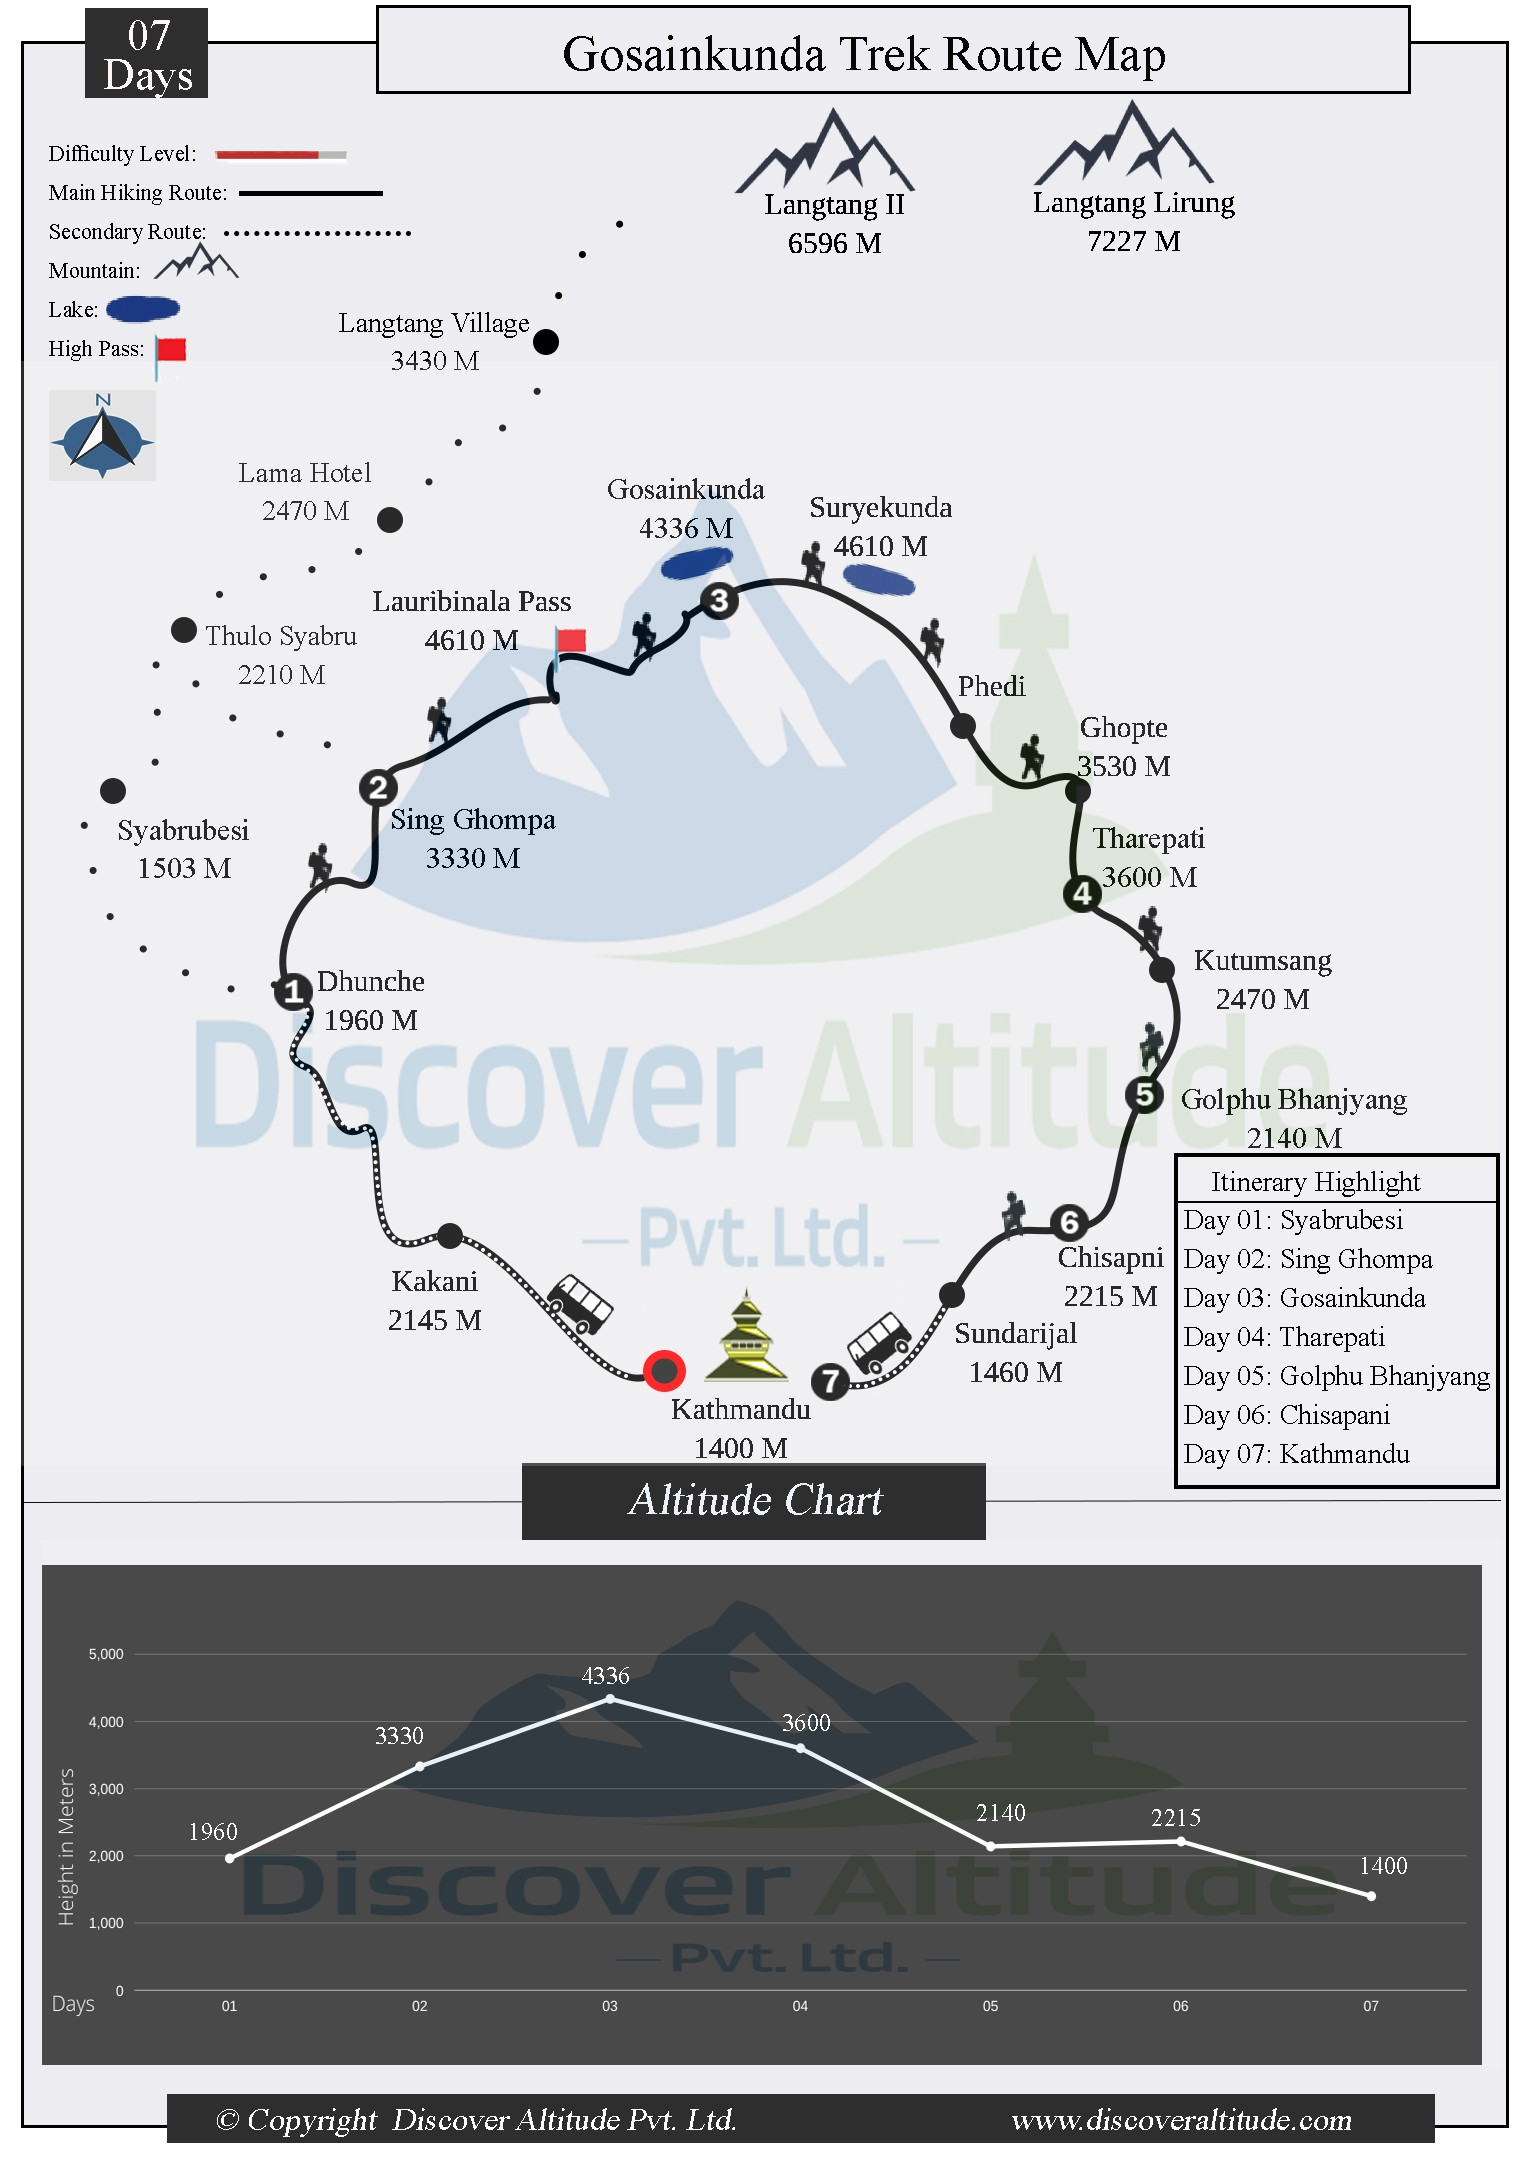 07
Days
Gosainkunda Trek Route Map
Difficulty Level:
Main Hiking Route:
Secondary Route:
Mountain:
Lake:
High Pass:
N
Langtang II
6596 M
Langtang Lirung
7227 M
Langtang Village
3430 M
Lama Hotel
2470 M
Gosainkunda
4336 M
Suryekunda
4610 M
Lauribinala Pass
4610 M
3
Thulo Syabru
2210 M
Phedi
Ghopte
3530 M
2
Sing Ghompa
3330 M
Syabrubesi
1503 M
Tharepati
3600 M
4
Kutumsang
2470 M
1
Dhunche
1960 M
Discover Altitude
Pvt. Ltd.
5
Golphu Bhanjyang
2140 M
6
Chisapni
2215 M
Kakani
2145 M
Sundarijal
1460 M
7
Kathmandu
1400 M
Itinerary Highlight
Day 01: Syabrubesi
Day 02: Sing Ghompa
Day 03: Gosainkunda
Day 04: Tharepati
Day 05: Golphu Bhanjyang
Day 06: Chisapani
Day 07: Kathmandu
Altitude Chart
5,000
4,000
3,000
2,000
1,000
0
Height in Meters
1960
3330
4336
3600
2140
2215
1400
Discover Altitude
Pvt. Ltd.
Days
01 02 03 04 05 06 07
© Copyright Discover Altitude Pvt. Ltd.
www.discoveraltitude.com